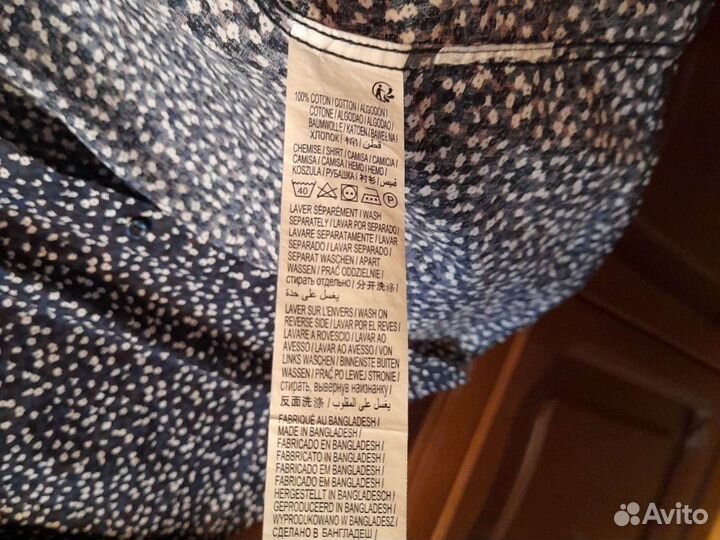 100% COTON / COTTON / ALGODÓN /
COTONE / ALGODAO / ALGODAO /
BAUMWOLLE / KATOEN / BAWEŁNA /
ХЛОПОК / 棉 / قطن
CHEMISE / SHIRT / CAMISA / CAMICIA /
CAMISA / CAMISA / HEMD / HEMD /
KOSZULA / РУБАШКА / 衬衫 / قميص
40 P
LAVER SÉPARÉMENT / WASH
SEPARATELY / LAVAR POR SEPARADO /
LAVARE SEPARATAMENTE / LAVAR
SEPARADO / LAVAR SEPARADO /
SEPARAT WASCHEN / APART
WASSEN / PRAĆ ODDZIELNIE /
стирать отдельно / 分开洗涤 /
يغسل على حدة
LAVER SUR L'ENVERS / WASH ON
REVERSE SIDE / LAVAR POR EL REVES /
LAVARE A ROVESCIO / LAVAR AO
AVESSO / LAVAR AO AVESSO / VON
LINKS WASCHEN / BINNENSTE BUITEN
WASSEN / PRAĆ PO LEWEJ STRONIE /
стирать, вывернув наизнанку /
反面洗涤 / يغسل على المقلوب
FABRIQUÉ AU BANGLADESH /
MADE IN BANGLADESH /
FABRICADO EN BANGLADESH /
FABBRICATO IN BANGLADESH /
FABRICADO EM BANGLADESH /
FABRICADO EM BANGLADESH /
HERGESTELLT IN BANGLADESCH /
GEPRODUCEERD IN BANGLADESH /
WYPRODUKOWANO W BANGLADESZ /
СДЕЛАНО В БАНГЛАДЕШ /
Avito